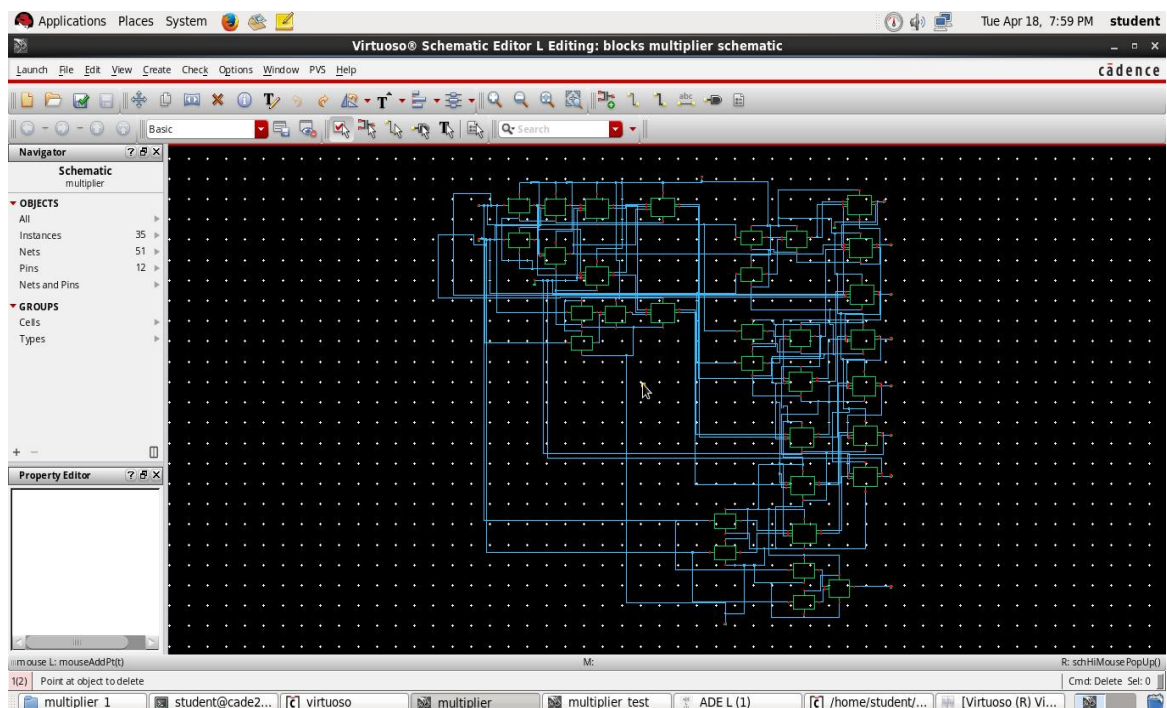 Applications Places System Tue Apr 18, 7:59 PM student
Virtuoso® Schematic Editor L Editing: blocks multiplier schematic
Launch File Edit View Create Check Options Window PVS Help cādence
Basic Search
Navigator
Schematic
multiplier
OBJECTS
All
Instances 35
Nets 51
Pins 12
Nets and Pins
GROUPS
Cells
Types
Property Editor
mouse L: mouseAddPt(t) M: R: schHiMousePopUp()
1(2) Point at object to delete Cmd: Delete Sel: 0
multiplier 1 student@cade2... virtuoso multiplier multiplier test ADE L (1) /home/student/... [Virtuoso (R) Vi...